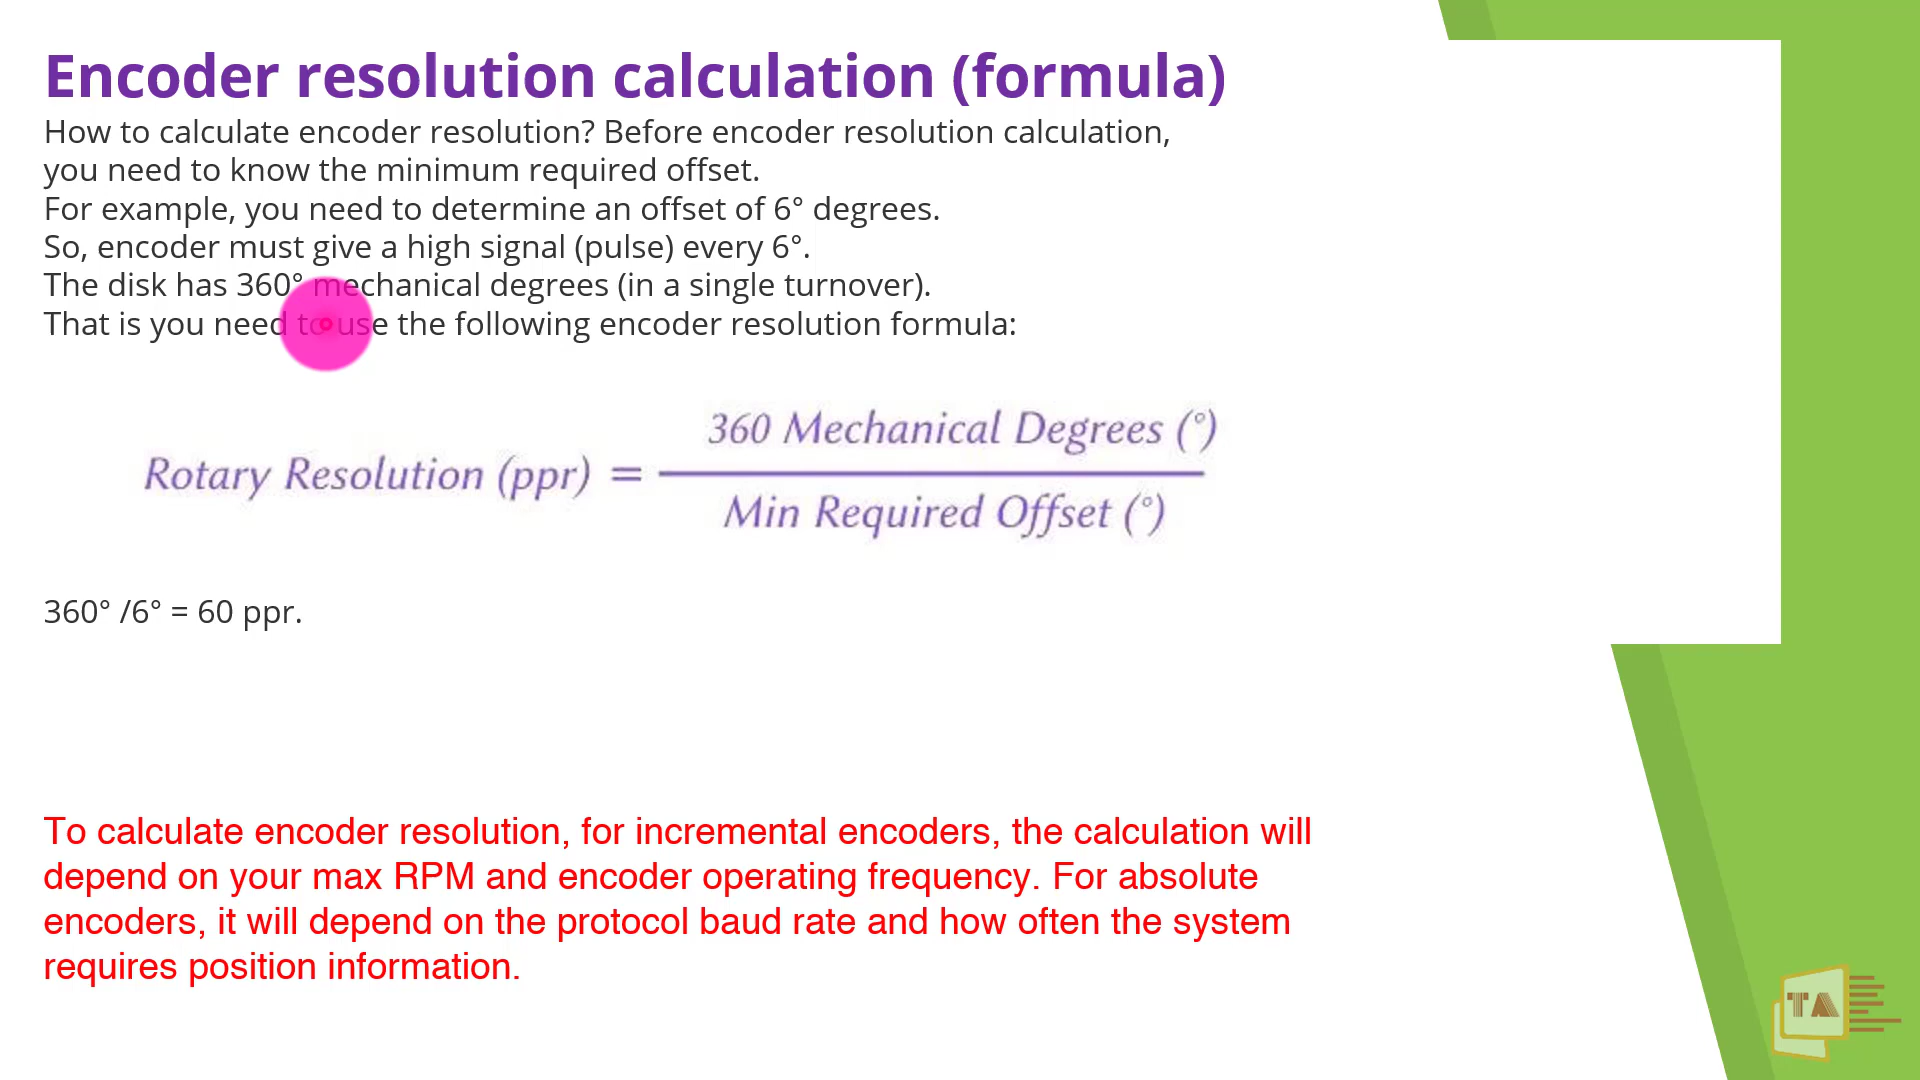 Encoder resolution calculation (formula)
How to calculate encoder resolution? Before encoder resolution calculation,
you need to know the minimum required offset.
For example, you need to determine an offset of 6° degrees.
So, encoder must give a high signal (pulse) every 6°.
The disk has 360° mechanical degrees (in a single turnover).
That is you need to use the following encoder resolution formula:
360 Mechanical Degrees (°)
Rotary Resolution (ppr) =
Min Required Offset (°)
360° /6° = 60 ppr.
To calculate encoder resolution, for incremental encoders, the calculation will
depend on your max RPM and encoder operating frequency. For absolute
encoders, it will depend on the protocol baud rate and how often the system
requires position information.
TA